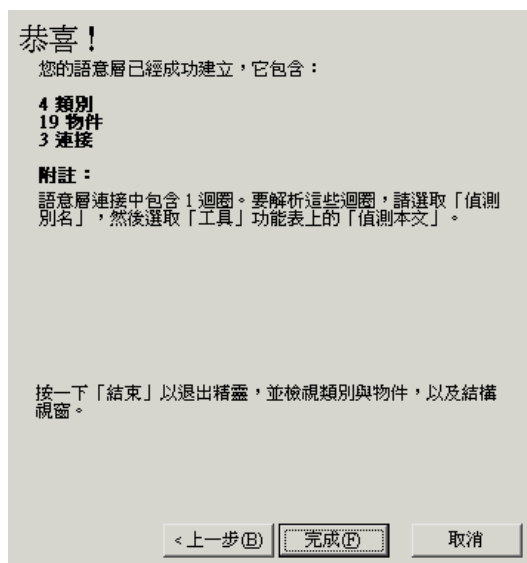 恭喜！
您的語意層已經成功建立，它包含：
4 類別
19 物件
3 連接
附註：
語意層連接中包含 1 迴圈。要解析這些迴圈，請選取「偵測
別名」，然後選取「工具」功能表上的「偵測本文」。
按一下「結束」以退出精靈，並檢視類別與物件，以及結構
視窗。
<上一步(B)
完成(F)
取消